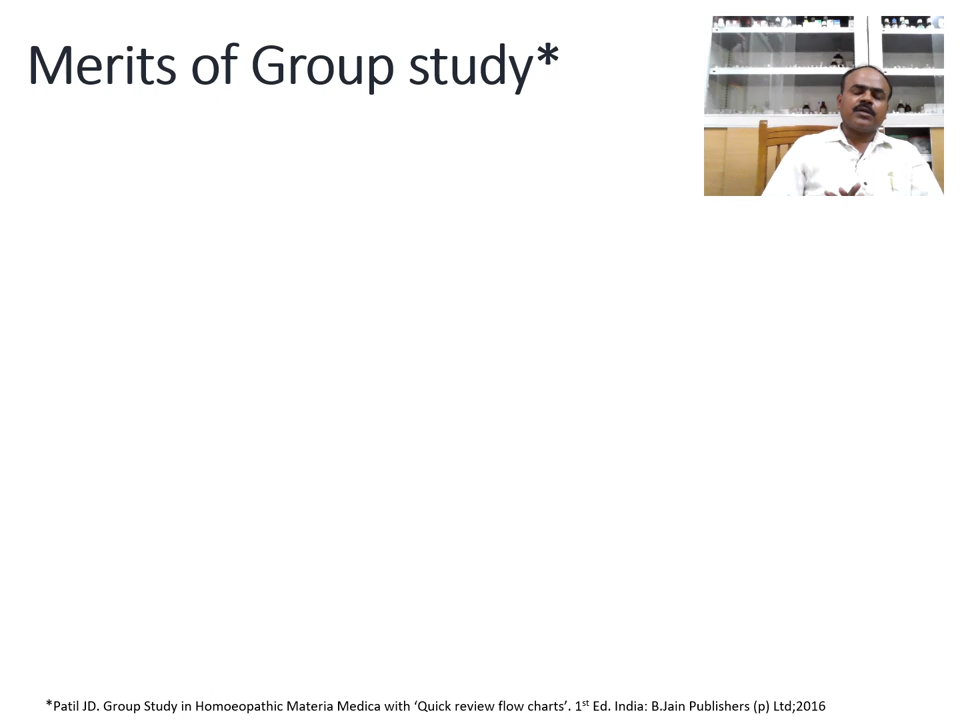 Merits of Group study*
*Patil JD. Group Study in Homoeopathic Materia Medica with ‘Quick review flow charts’. 1st Ed. India: B.Jain Publishers (p) Ltd;2016